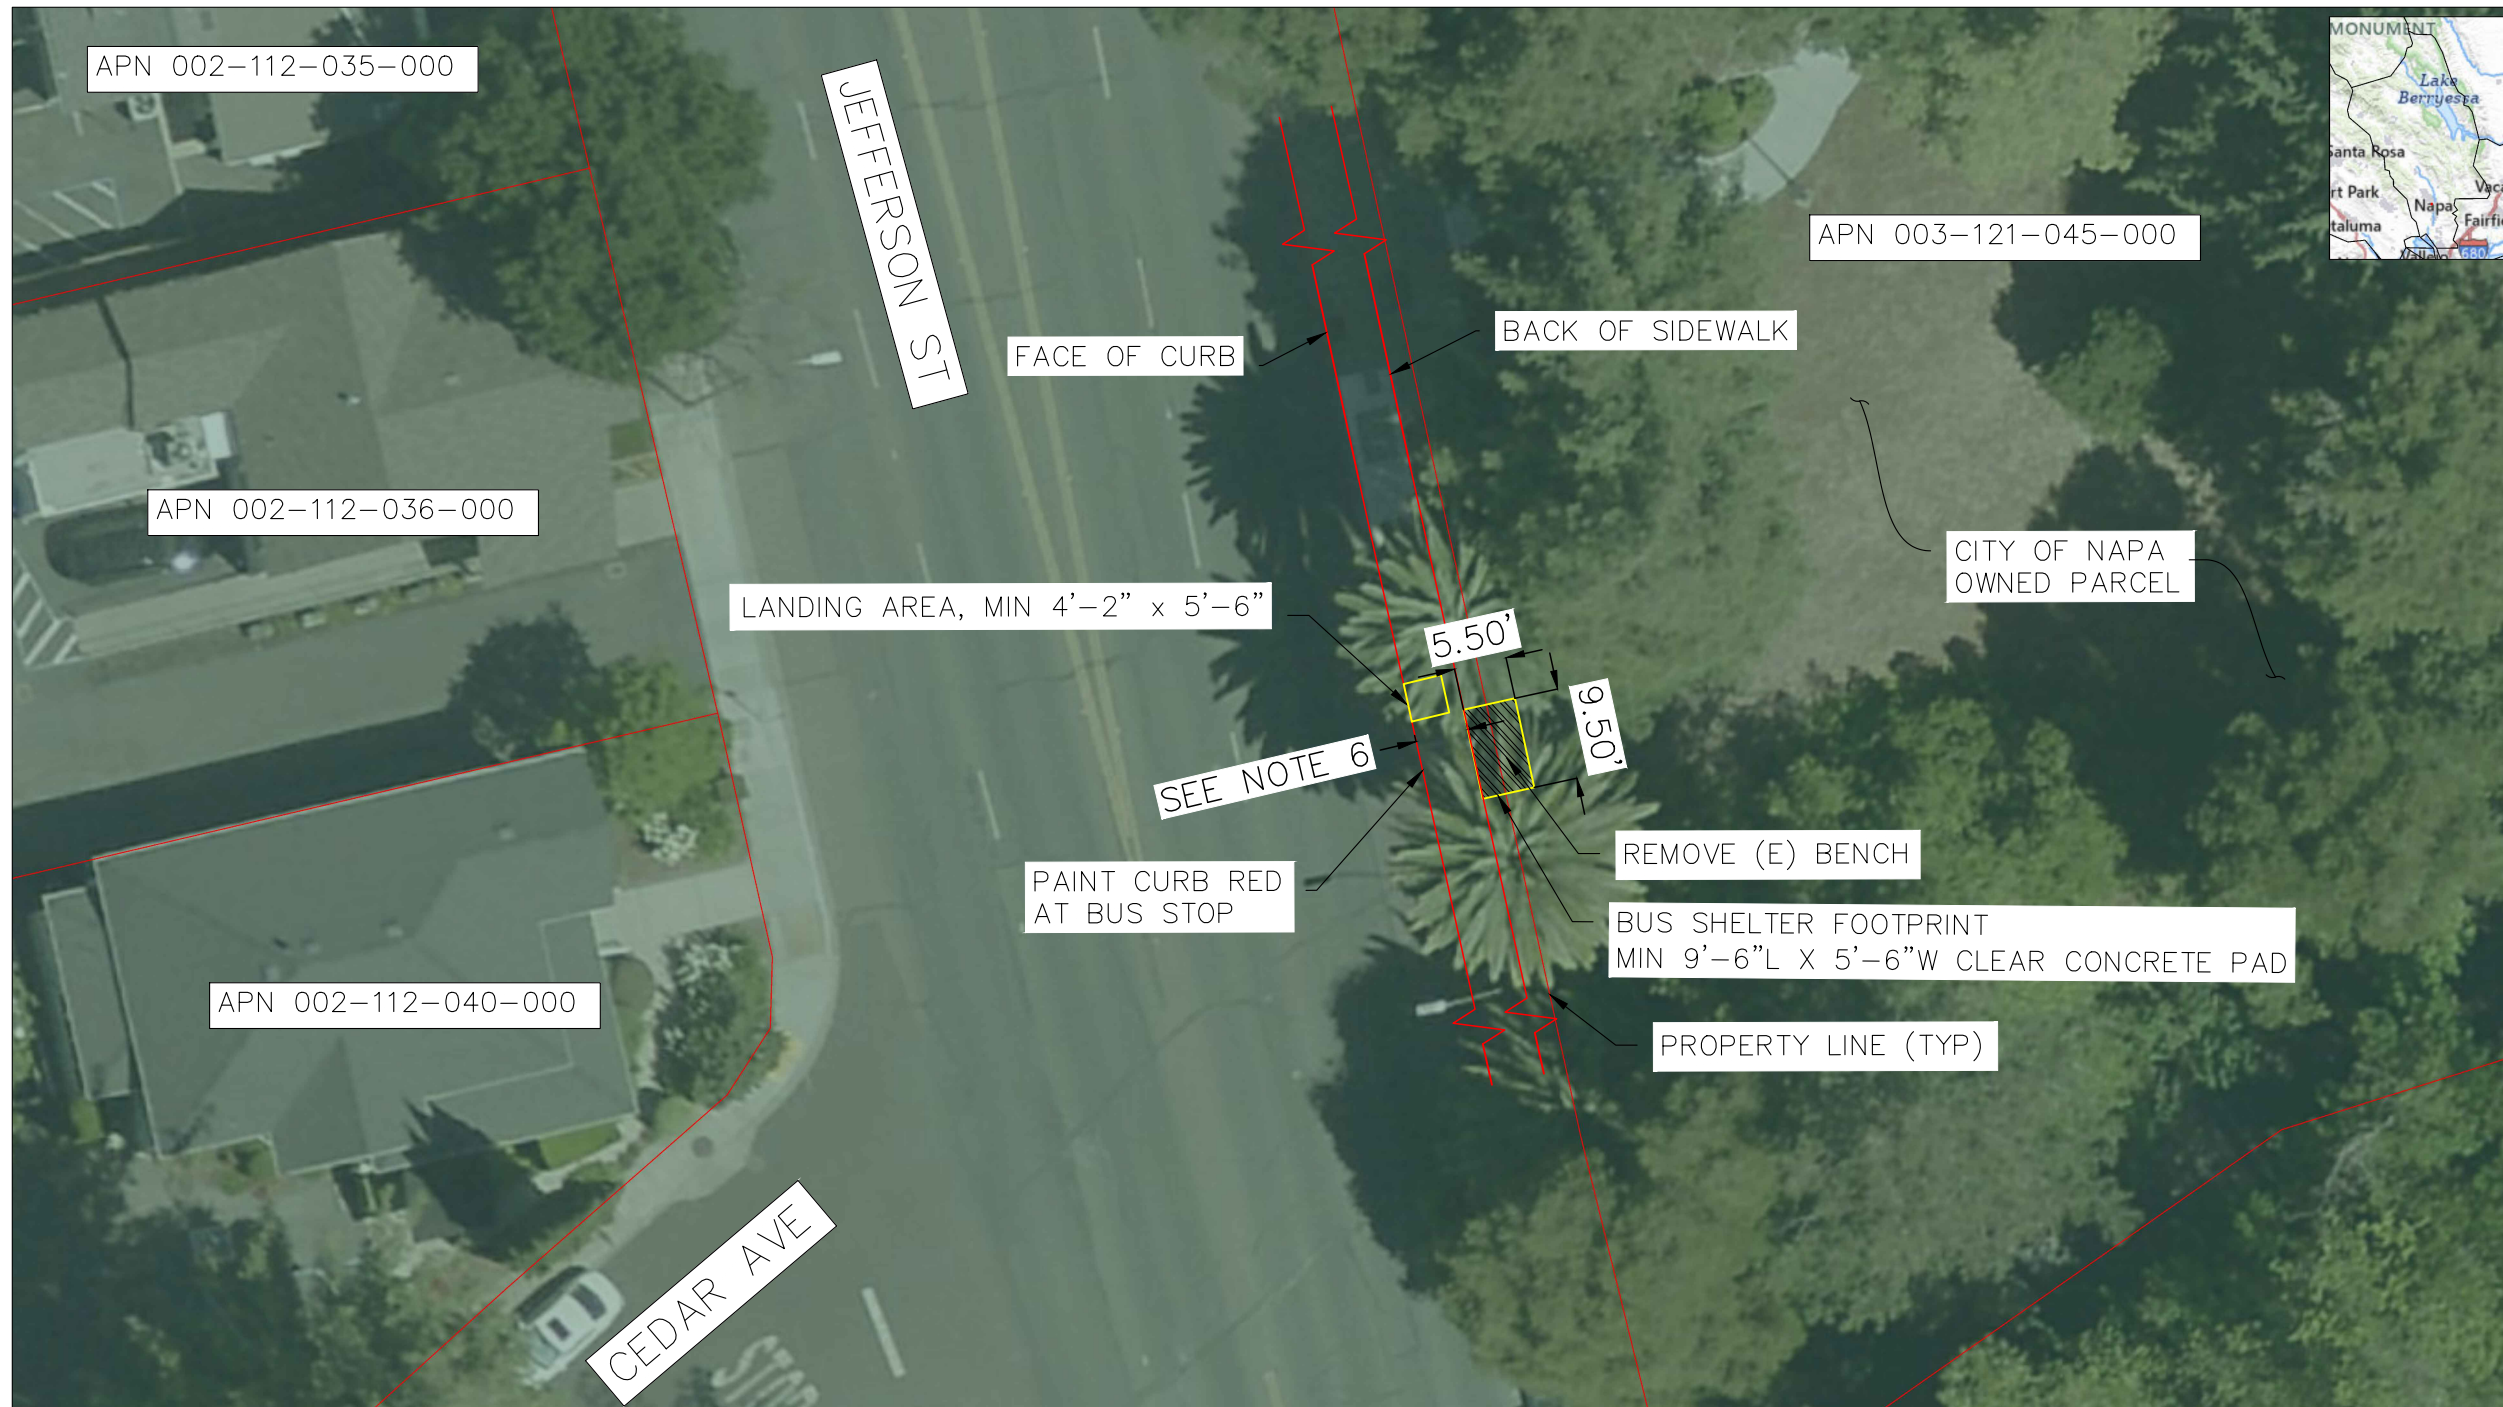 APN 002-112-035-000
JEFFERSON ST
MONUMENT
Lake
Berryessa
Santa Rosa
rt Park
Napa
Vaca
Fairfi
taluma
Vallejo
680
APN 003-121-045-000
FACE OF CURB
BACK OF SIDEWALK
APN 002-112-036-000
CITY OF NAPA
OWNED PARCEL
LANDING AREA, MIN 4'-2" x 5'-6"
5.50'
9.50'
SEE NOTE 6
REMOVE (E) BENCH
PAINT CURB RED
AT BUS STOP
BUS SHELTER FOOTPRINT
MIN 9'-6"L X 5'-6"W CLEAR CONCRETE PAD
APN 002-112-040-000
PROPERTY LINE (TYP)
CEDAR AVE
STOP